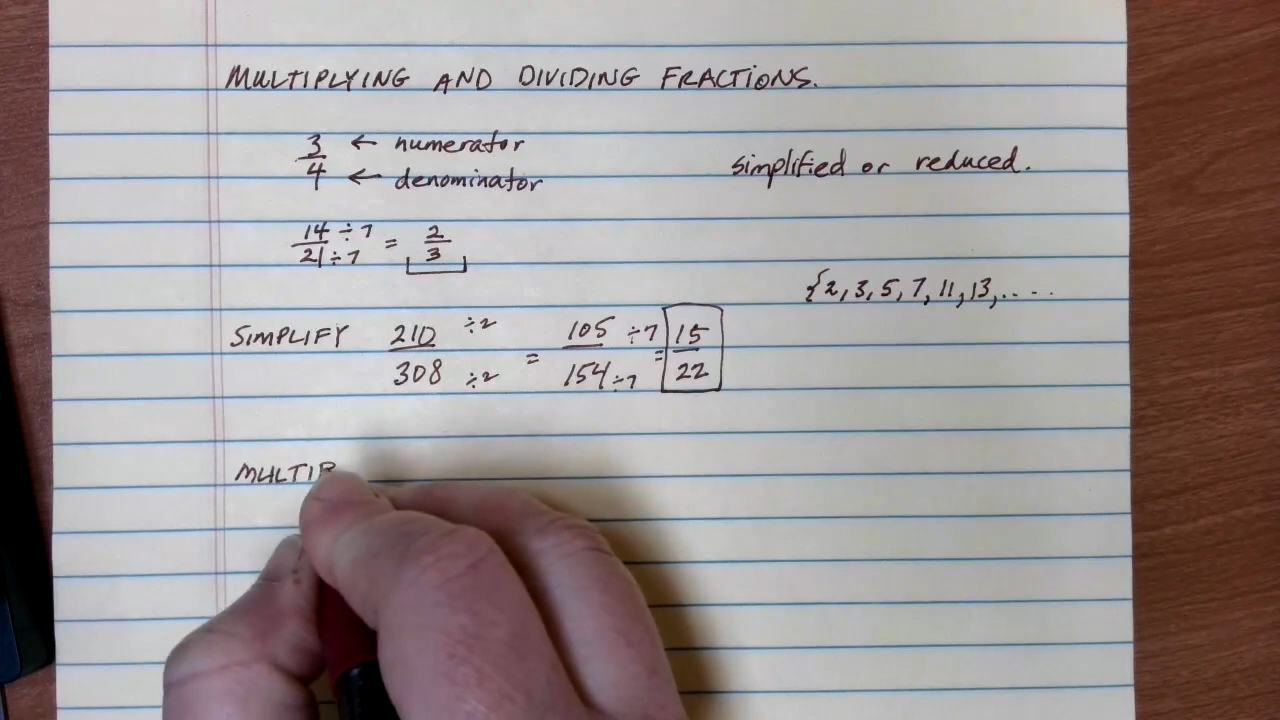 MULTIPLYING AND DIVIDING FRACTIONS.
3 ← numerator
4 ← denominator
simplified or reduced.
14 ÷7 = 2
21 ÷7 3
{2, 3, 5, 7, 11, 13, ....
SIMPLIFY 210 ÷2 = 105 ÷7 = 15
308 ÷2 154 ÷7 22
MULTIP